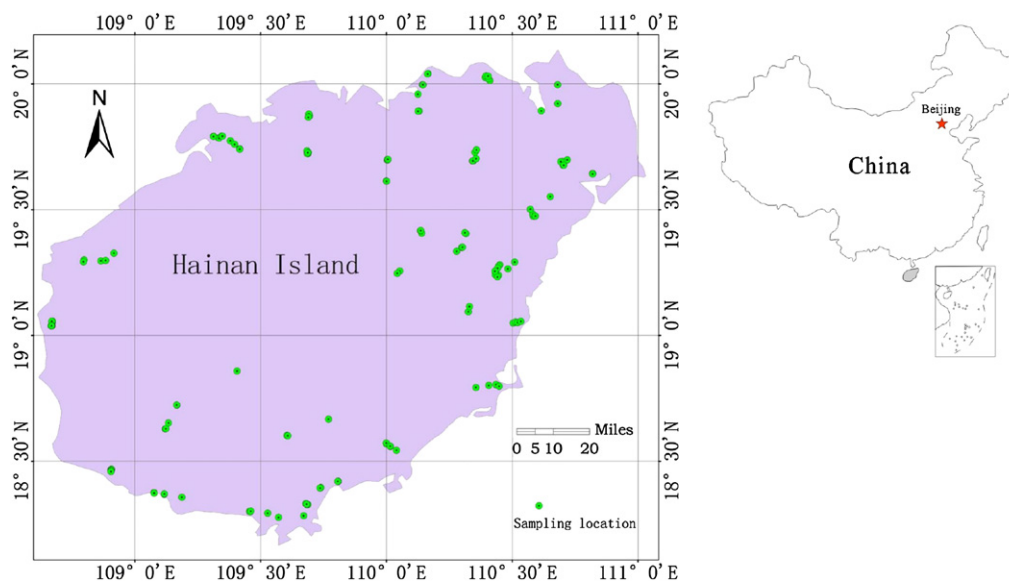 109° 0'E 109° 30'E 110° 0'E 110° 30'E 111° 0'E
20° 0'N
20° 0'N
N
Beijing
China
19° 30'N
19° 30'N
Hainan Island
19° 0'N
19° 0'N
Miles
0 5 10 20
18° 30'N
18° 30'N
Sampling location
109° 0'E 109° 30'E 110° 0'E 110° 30'E 111° 0'E